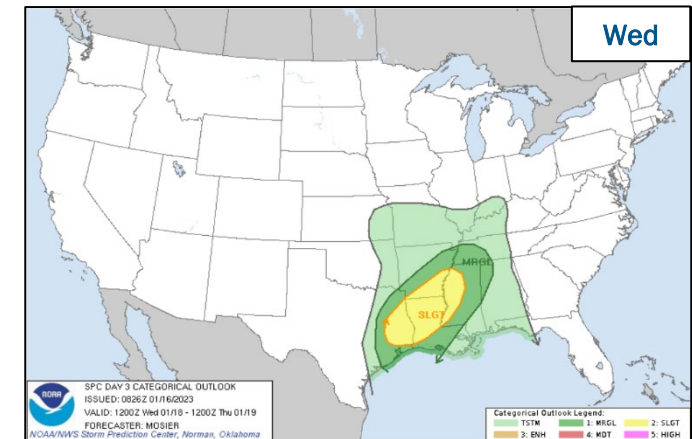 Wed
MRGL
SLGT
NOAA
SPC DAY 3 CATEGORICAL OUTLOOK
ISSUED: 0826Z 01/16/2023
VALID: 1200Z Wed 01/18 - 1200Z Thu 01/19
FORECASTER: MOSIER
NOAA/NWS Storm Prediction Center, Norman, Oklahoma
Categorical Outlook Legend:
TSTM 1: MRGL 2: SLGT
3: ENH 4: MDT 5: HIGH